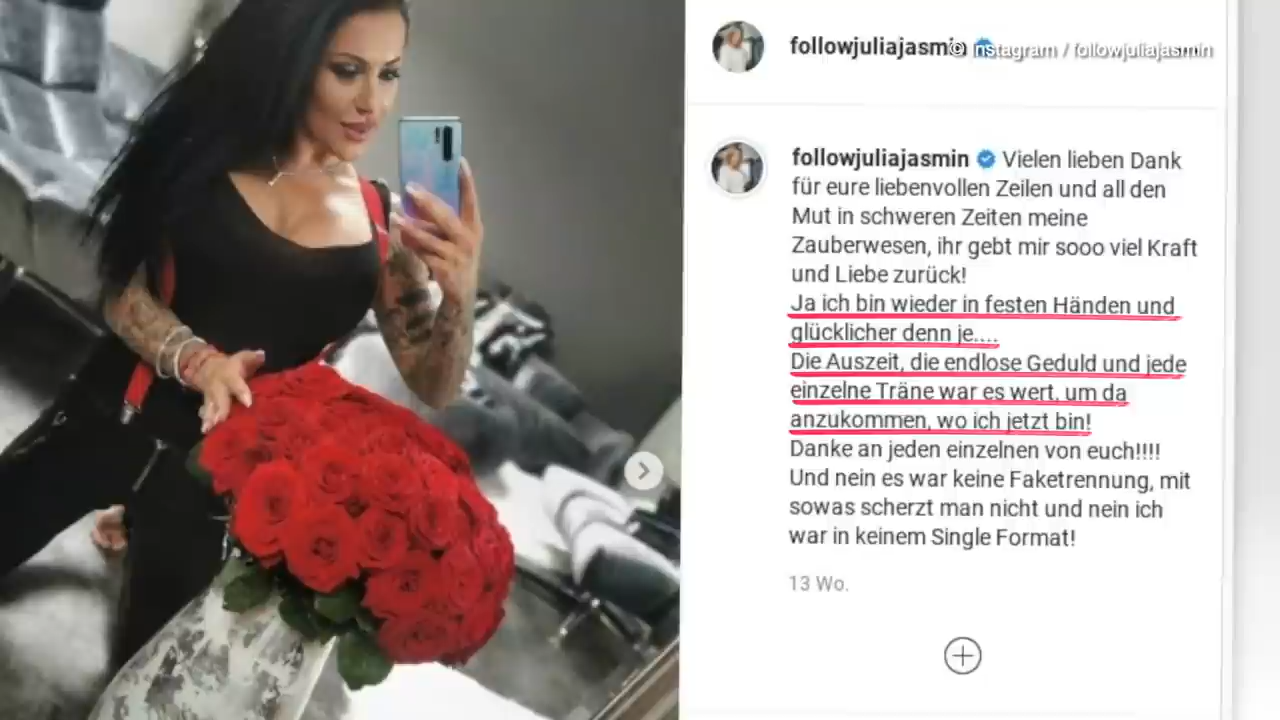 followjuliajasmin
© Instagram / followjuliajasmin
followjuliajasmin Vielen lieben Dank
für eure liebenvollen Zeilen und all den
Mut in schweren Zeiten meine
Zauberwesen, ihr gebt mir sooo viel Kraft
und Liebe zurück!
Ja ich bin wieder in festen Händen und
glücklicher denn je....
Die Auszeit, die endlose Geduld und jede
einzelne Träne war es wert, um da
anzukommen, wo ich jetzt bin!
Danke an jeden einzelnen von euch!!!!
Und nein es war keine Faketrennung, mit
sowas scherzt man nicht und nein ich
war in keinem Single Format!
13 Wo.